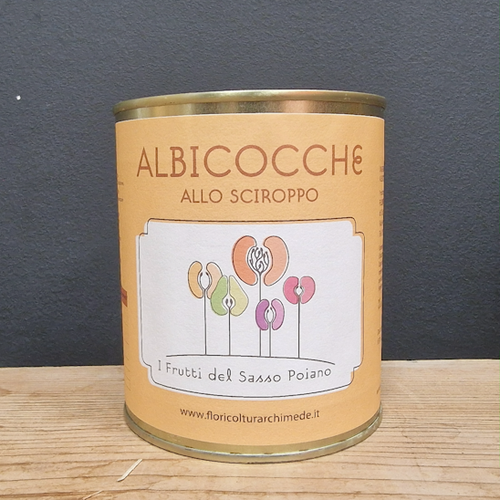 ALBICOCCHE
ALLO SCIROPPO
I Frutti del Sasso Poiano
www.floricolturarchimede.it